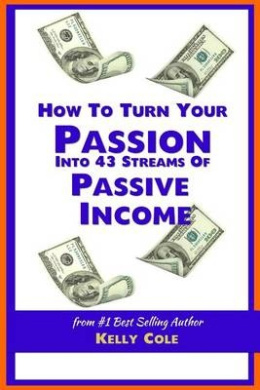 How To Turn Your
Passion
Into 43 Streams Of
Passive
Income
from #1 Best Selling Author
Kelly Cole